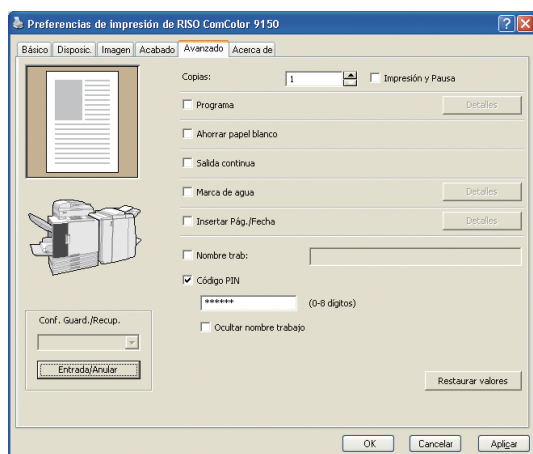 Preferencias de impresión de RISO ComColor 9150
Básico Disposic. Imagen Acabado Avanzado Acerca de
Copias: 1 Impresión y Pausa
Programa Detalles
Ahorrar papel blanco
Salida continua
Marca de agua Detalles
Insertar Pág./Fecha Detalles
Nombre trab:
Código PIN
****** (0-8 dígitos)
Ocultar nombre trabajo
Conf. Guard./Recup.
Entrada/Anular
Restaurar valores
OK Cancelar Aplicar